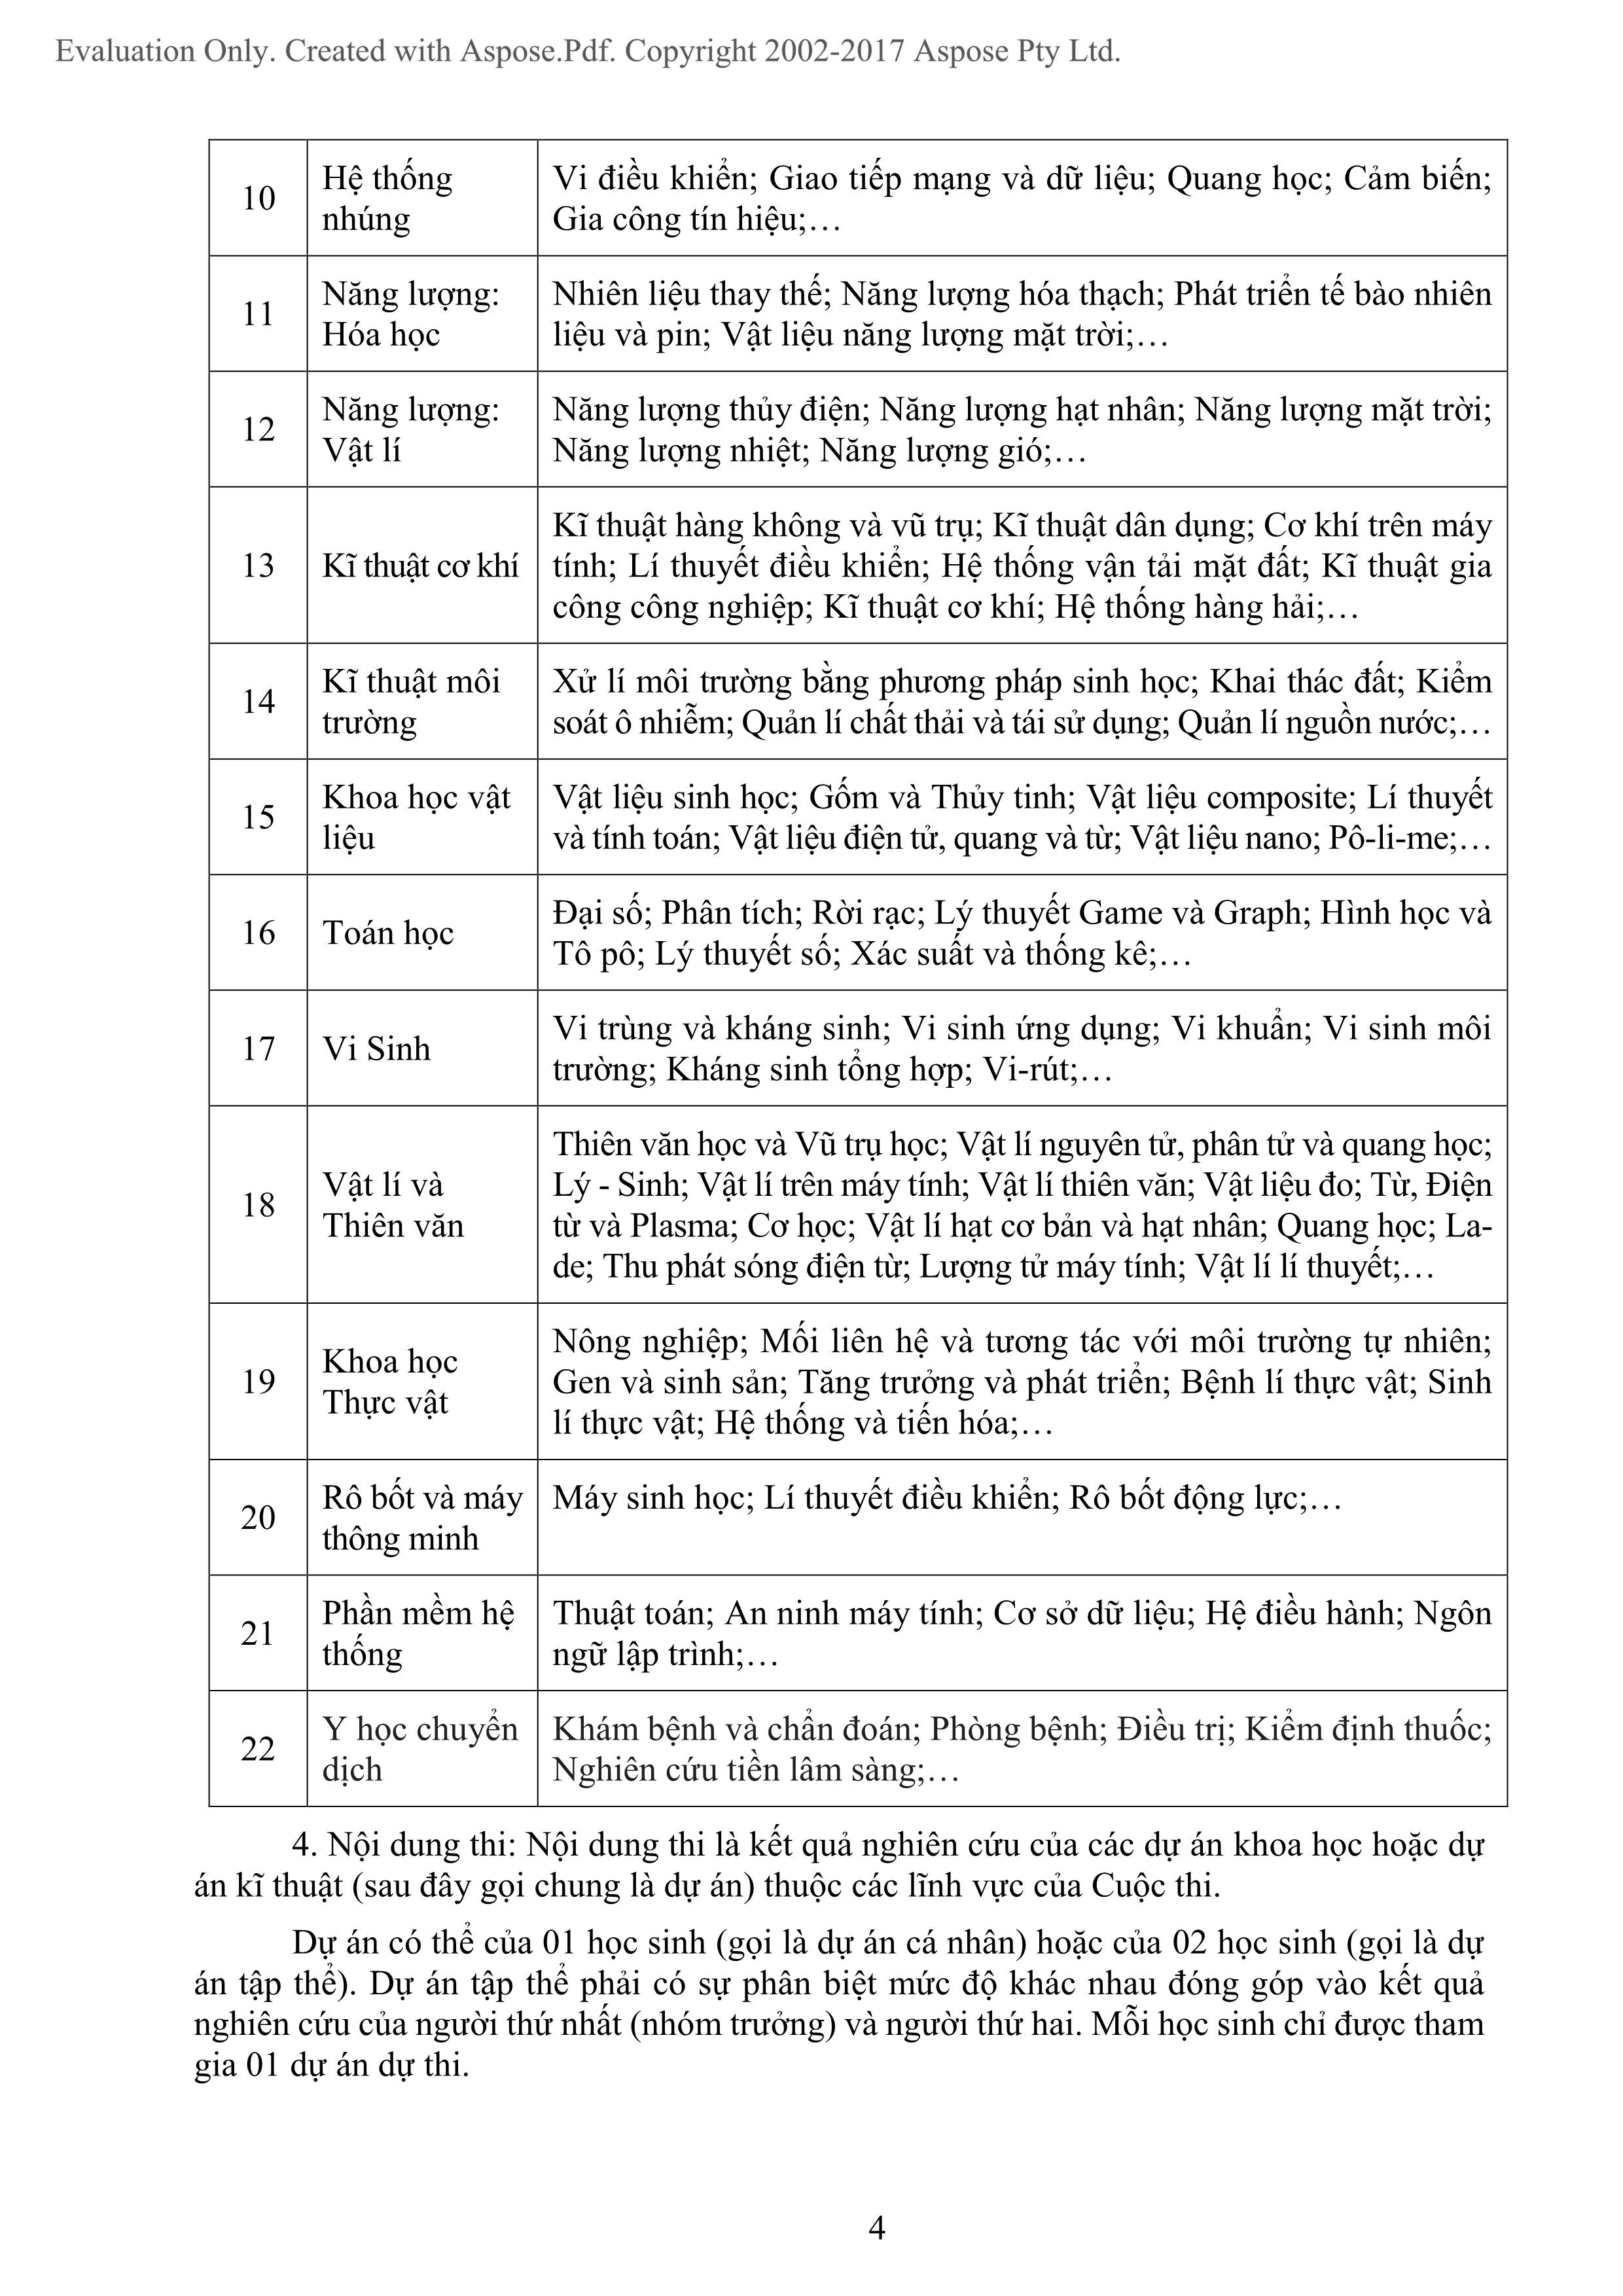 Evaluation Only. Created with Aspose.Pdf. Copyright 2002-2017 Aspose Pty Ltd.
10
Hệ thống
nhúng
Vi điều khiển; Giao tiếp mạng và dữ liệu; Quang học; Cảm biến;
Gia công tín hiệu;…
11
Năng lượng:
Hóa học
Nhiên liệu thay thế; Năng lượng hóa thạch; Phát triển tế bào nhiên
liệu và pin; Vật liệu năng lượng mặt trời;…
12
Năng lượng:
Vật lí
Năng lượng thủy điện; Năng lượng hạt nhân; Năng lượng mặt trời;
Năng lượng nhiệt; Năng lượng gió;…
13
Kĩ thuật cơ khí
Kĩ thuật hàng không và vũ trụ; Kĩ thuật dân dụng; Cơ khí trên máy
tính; Lí thuyết điều khiển; Hệ thống vận tải mặt đất; Kĩ thuật gia
công công nghiệp; Kĩ thuật cơ khí; Hệ thống hàng hải;…
14
Kĩ thuật môi
trường
Xử lí môi trường bằng phương pháp sinh học; Khai thác đất; Kiểm
soát ô nhiễm; Quản lí chất thải và tái sử dụng; Quản lí nguồn nước;…
15
Khoa học vật
liệu
Vật liệu sinh học; Gốm và Thủy tinh; Vật liệu composite; Lí thuyết
và tính toán; Vật liệu điện tử, quang và từ; Vật liệu nano; Pô-li-me;…
16
Toán học
Đại số; Phân tích; Rời rạc; Lý thuyết Game và Graph; Hình học và
Tô pô; Lý thuyết số; Xác suất và thống kê;…
17
Vi Sinh
Vi trùng và kháng sinh; Vi sinh ứng dụng; Vi khuẩn; Vi sinh môi
trường; Kháng sinh tổng hợp; Vi-rút;…
18
Vật lí và
Thiên văn
Thiên văn học và Vũ trụ học; Vật lí nguyên tử, phân tử và quang học;
Lý - Sinh; Vật lí trên máy tính; Vật lí thiên văn; Vật liệu đo; Từ, Điện
từ và Plasma; Cơ học; Vật lí hạt cơ bản và hạt nhân; Quang học; La-
de; Thu phát sóng điện từ; Lượng tử máy tính; Vật lí lí thuyết;…
19
Khoa học
Thực vật
Nông nghiệp; Mối liên hệ và tương tác với môi trường tự nhiên;
Gen và sinh sản; Tăng trưởng và phát triển; Bệnh lí thực vật; Sinh
lí thực vật; Hệ thống và tiến hóa;…
20
Rô bốt và máy
thông minh
Máy sinh học; Lí thuyết điều khiển; Rô bốt động lực;…
21
Phần mềm hệ
thống
Thuật toán; An ninh máy tính; Cơ sở dữ liệu; Hệ điều hành; Ngôn
ngữ lập trình;…
22
Y học chuyển
dịch
Khám bệnh và chẩn đoán; Phòng bệnh; Điều trị; Kiểm định thuốc;
Nghiên cứu tiền lâm sàng;…
4. Nội dung thi: Nội dung thi là kết quả nghiên cứu của các dự án khoa học hoặc dự
án kĩ thuật (sau đây gọi chung là dự án) thuộc các lĩnh vực của Cuộc thi.
Dự án có thể của 01 học sinh (gọi là dự án cá nhân) hoặc của 02 học sinh (gọi là dự
án tập thể). Dự án tập thể phải có sự phân biệt mức độ khác nhau đóng góp vào kết quả
nghiên cứu của người thứ nhất (nhóm trưởng) và người thứ hai. Mỗi học sinh chỉ được tham
gia 01 dự án dự thi.
4